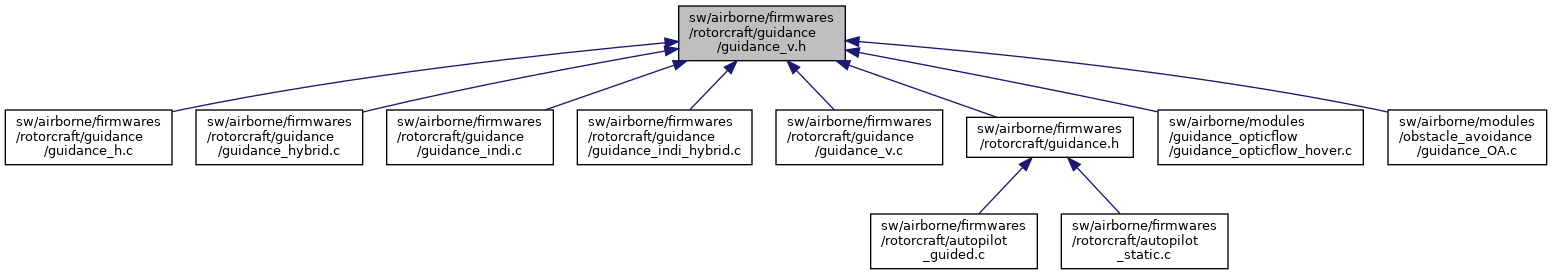 sw/airborne/firmwares
/rotorcraft/guidance
/guidance_v.h
sw/airborne/firmwares
/rotorcraft/guidance
/guidance_h.c
sw/airborne/firmwares
/rotorcraft/guidance
/guidance_hybrid.c
sw/airborne/firmwares
/rotorcraft/guidance
/guidance_indi.c
sw/airborne/firmwares
/rotorcraft/guidance
/guidance_indi_hybrid.c
sw/airborne/firmwares
/rotorcraft/guidance
/guidance_v.c
sw/airborne/firmwares
/rotorcraft/guidance.h
sw/airborne/modules
/guidance_opticflow
/guidance_opticflow_hover.c
sw/airborne/modules
/obstacle_avoidance
/guidance_OA.c
sw/airborne/firmwares
/rotorcraft/autopilot
_guided.c
sw/airborne/firmwares
/rotorcraft/autopilot
_static.c